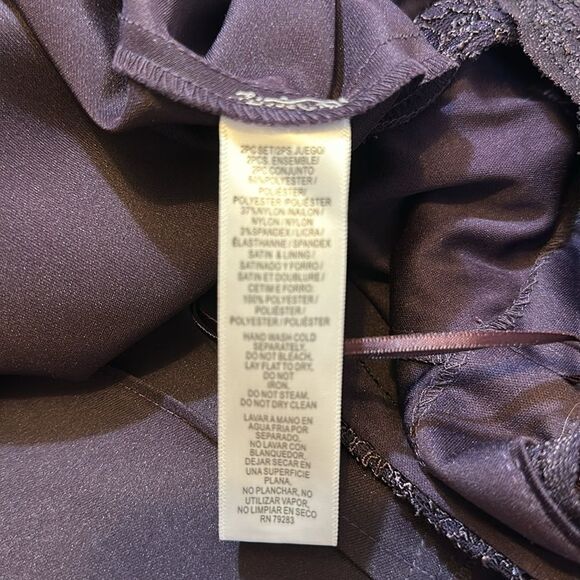 2PC SET/2PS. JUEGO/
2PCS. ENSEMBLE/
2PC CONJUNTO
60%POLYESTER /
POLIÉSTER/
POLYESTER /POLIÉSTER
37%NYLON /NAILON /
NYLON / NYLON
3%SPANDEX / LICRA /
ÉLASTHANNE / SPANDEX
SATIN & LINING /
SATINADO Y FORRO /
SATIN ET DOUBLURE /
CETIM E FORRO:
100% POLYESTER /
POLIÉSTER /
POLYESTER / POLIÉSTER
HAND WASH COLD
SEPARATELY.
DO NOT BLEACH.
LAY FLAT TO DRY.
DO NOT
IRON.
DO NOT STEAM.
DO NOT DRY CLEAN
LAVAR A MANO EN
AGUA FRIA POR
SEPARADO.
NO LAVAR CON
BLANQUEDOR.
DEJAR SECAR EN
UNA SUPERFICIE
PLANA.
NO PLANCHAR, NO
UTILIZAR VAPOR.
NO LIMPIAR EN SECO
RN 79283